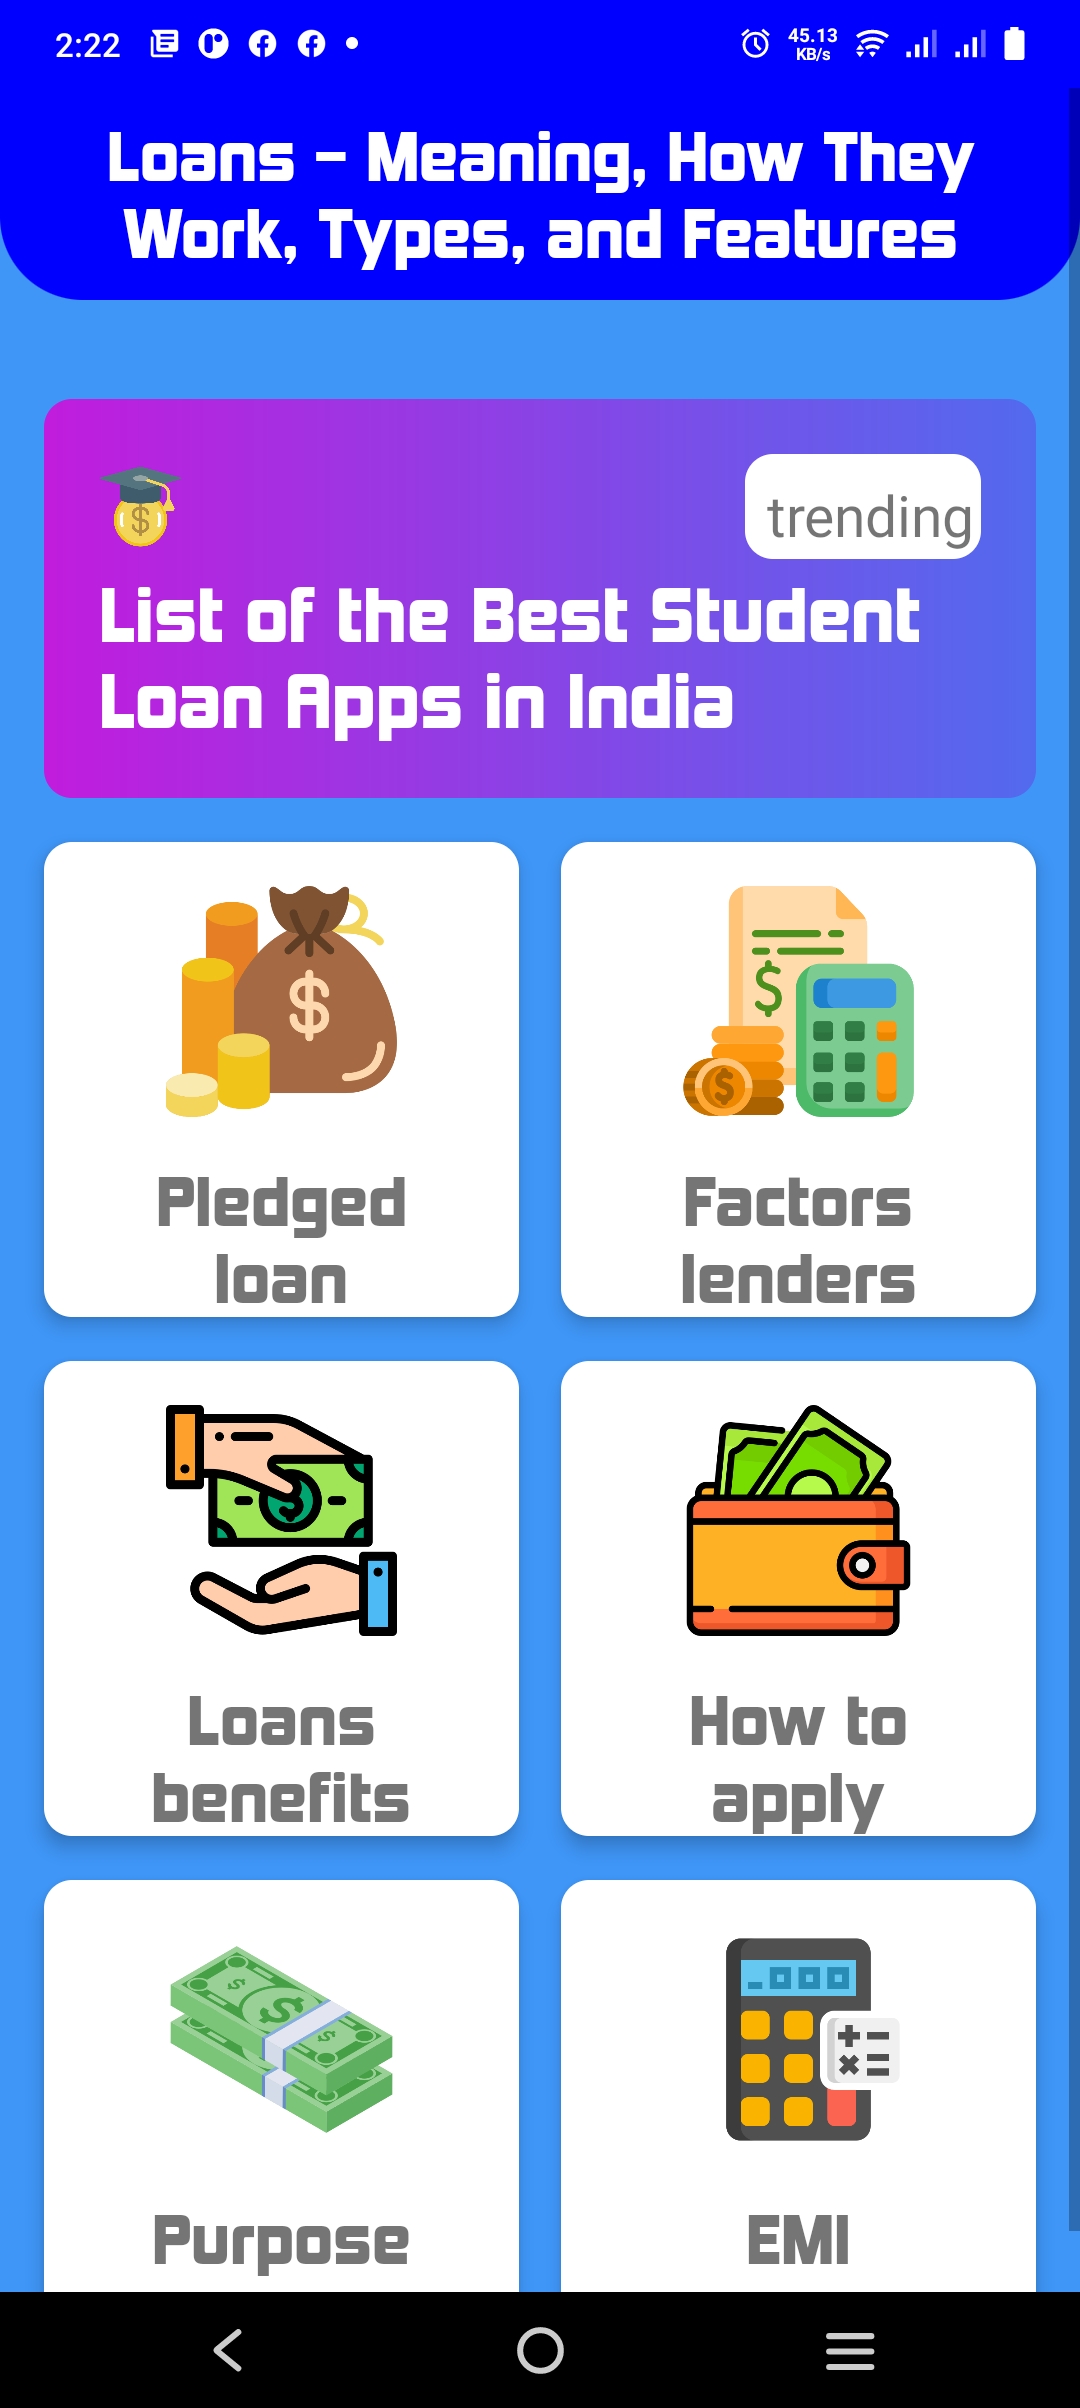 2:22
45.13
KB/s
Loans – Meaning, How They
Work, Types, and Features
trending
List of the Best Student
Loan Apps in India
Pledged
loan
Factors
lenders
Loans
benefits
How to
apply
Purpose
EMI